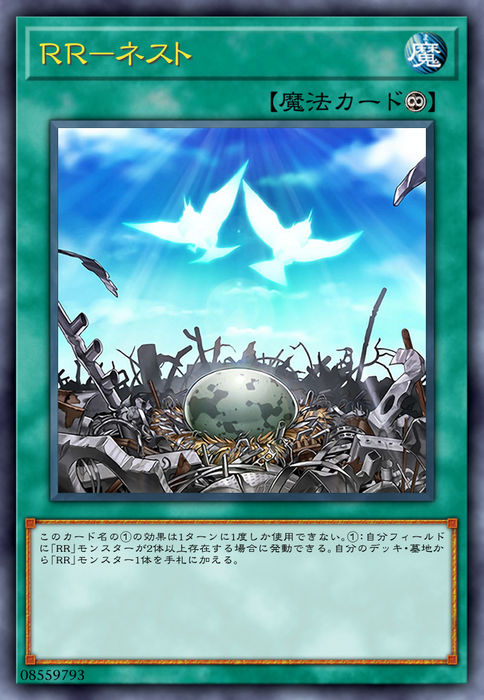 RR－ネスト
魔
【魔法カード♾】
このカード名の①の効果は1ターンに1度しか使用できない。①：自分フィールド
に「RR」モンスターが2体以上存在する場合に発動できる。自分のデッキ・墓地か
ら「RR」モンスター1体を手札に加える。
08559793